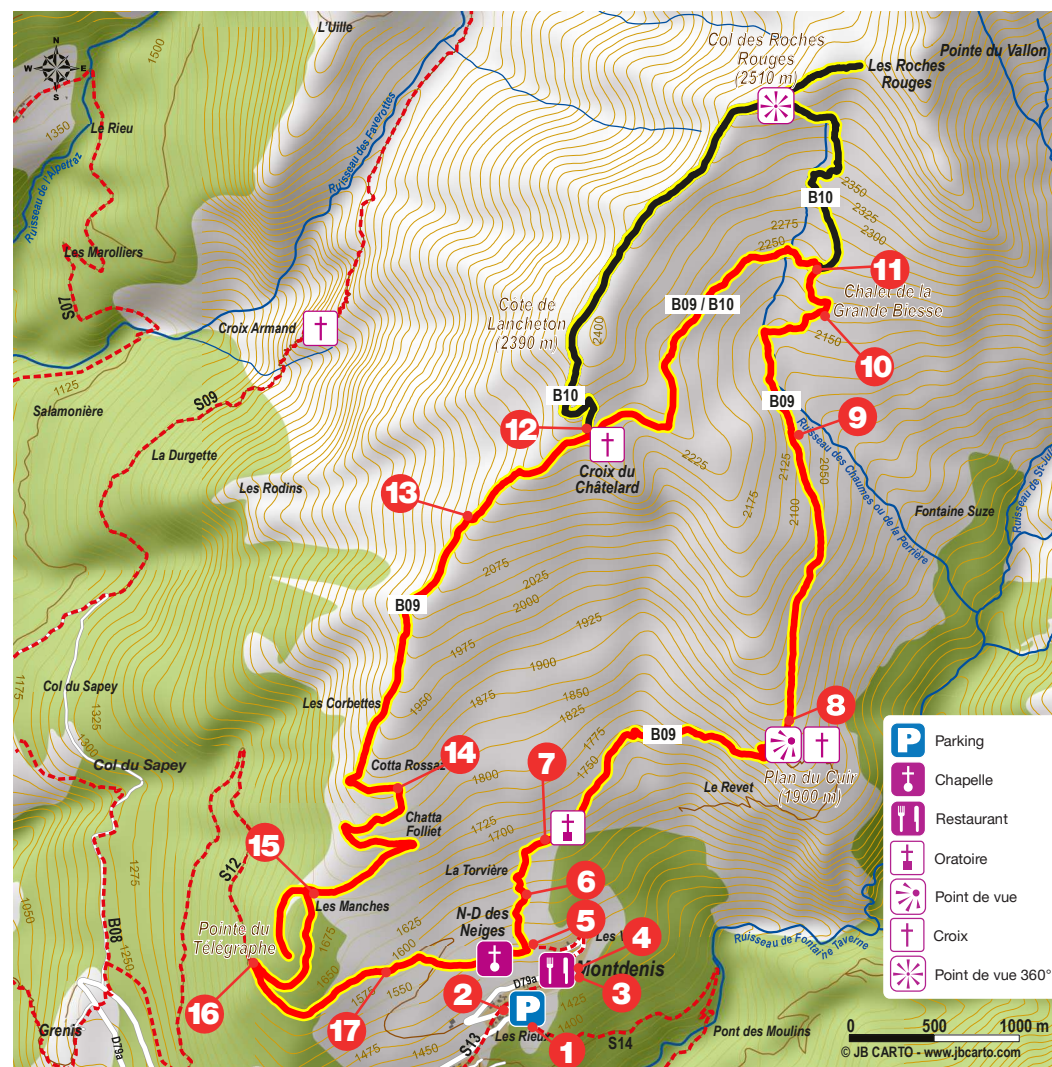 L'Uille
Col des Roches
Rouges
(2510 m)
Pointe du Vallon
Les Roches
Rouges
N
W
E
S
1500
1350
Le Rieu
Ruisseau de l'Alpettaz
Ruisseau des Faverottes
Les Marolliers
S07
Croix Armand
B10
2350
2325
2300
2275
2250
11
Chalet de la
Grande Biesse
B09 / B10
Cote de
Lancheton
(2390 m)
2400
2150
10
1125
S09
Salamonière
B10
B09
9
12
La Durgette
Croix du
Châtelard
2225
2125
2050
2175
2100
Ruisseau des Chaumes ou de la Perrière
Fontaine Suze
Les Rodins
13
2075
2025
2000
1925
B09
1975
1900
1175
Col du Sapey
1325
1300
Col du Sapey
Les Corbettes
1950
1875
1850
1825
1775
1750
B09
8
Plan du Cuir
(1900 m)
Le Revet
Cotta Rossaz
14
1800
7
Chatta
Folliet
1725
1700
15
S12
La Torvière
6
1275
1050
B08
1250
Les Manches
Pointe du
Télégraphe
1675
1650
1625
1600
1575
1550
N-D des
Neiges
5
4
Montdenis
D79a
3
2
P
1425
1400
Les Rieux
1
S13
S14
16
17
1475
1450
Grenis
D79a
Ruisseau de Fontaine Taverne
Pont des Moulins
P
Parking
Chapelle
Restaurant
Oratoire
Point de vue
Croix
Point de vue 360°
0
500
1000 m
© JB CARTO - www.jbcarto.com